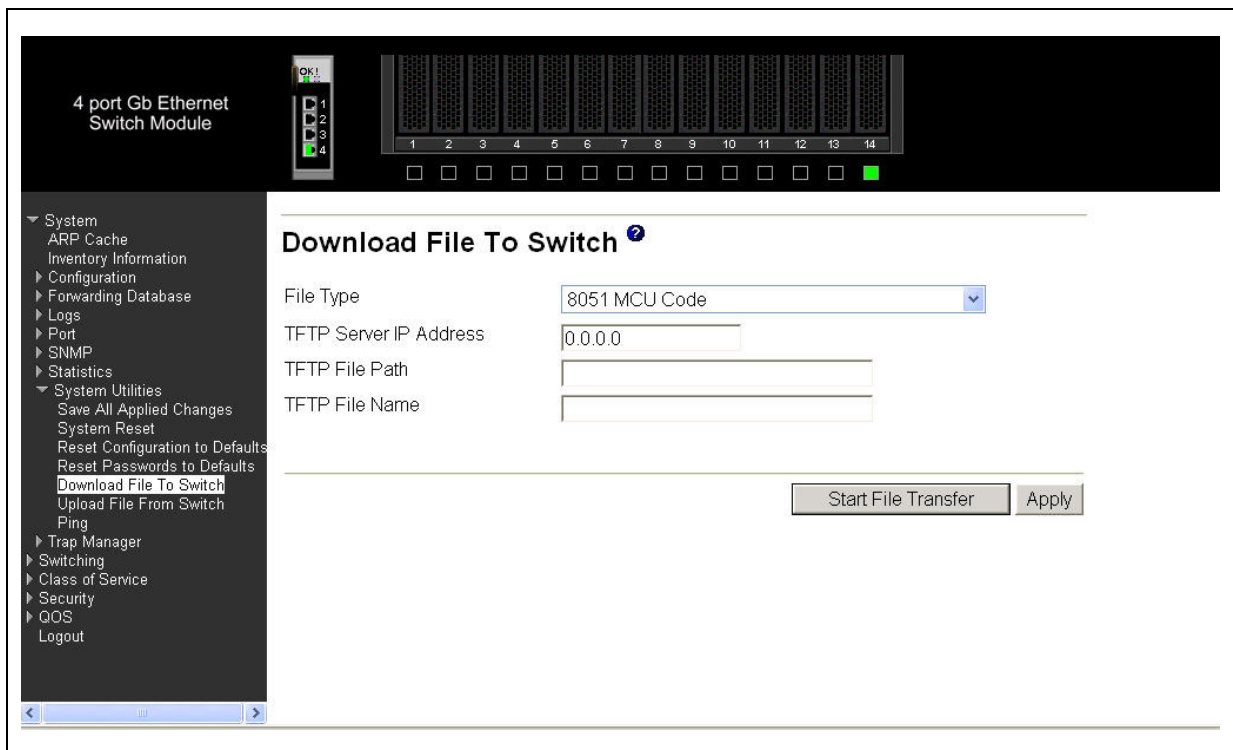 4 port Gb Ethernet
Switch Module
OK!
1
2
3
4
1 2 3 4 5 6 7 8 9 10 11 12 13 14
System
ARP Cache
Inventory Information
Configuration
Forwarding Database
Logs
Port
SNMP
Statistics
System Utilities
Save All Applied Changes
System Reset
Reset Configuration to Defaults
Reset Passwords to Defaults
Download File To Switch
Upload File From Switch
Ping
Trap Manager
Switching
Class of Service
Security
QOS
Logout
Download File To Switch ?
File Type 8051 MCU Code
TFTP Server IP Address 0.0.0.0
TFTP File Path
TFTP File Name
Start File Transfer Apply